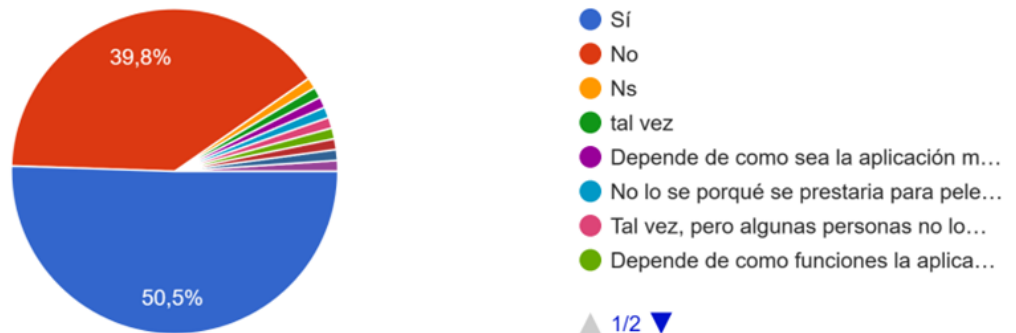 39,8%
50,5%
Sí
No
Ns
tal vez
Depende de como sea la aplicación m…
No lo se porqué se prestaria para pele…
Tal vez, pero algunas personas no lo…
Depende de como funciones la aplica…
1/2